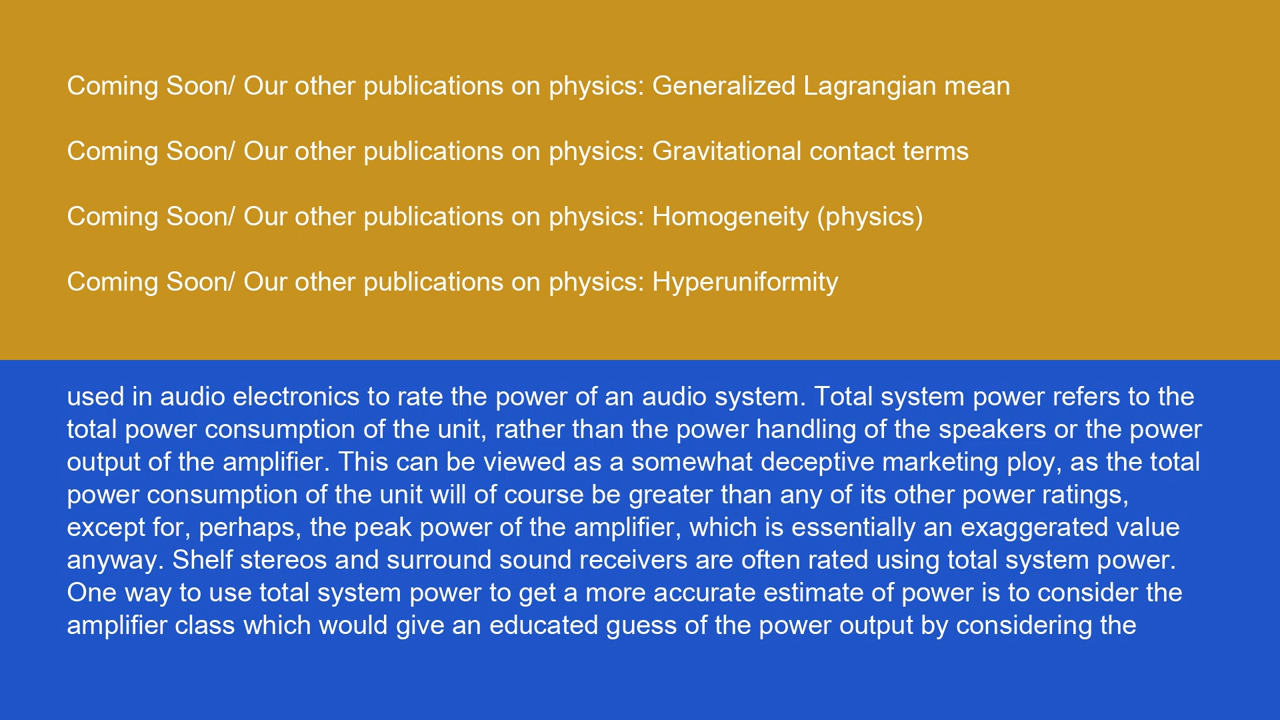 Coming Soon/ Our other publications on physics: Generalized Lagrangian mean
Coming Soon/ Our other publications on physics: Gravitational contact terms
Coming Soon/ Our other publications on physics: Homogeneity (physics)
Coming Soon/ Our other publications on physics: Hyperuniformity
used in audio electronics to rate the power of an audio system. Total system power refers to the
total power consumption of the unit, rather than the power handling of the speakers or the power
output of the amplifier. This can be viewed as a somewhat deceptive marketing ploy, as the total
power consumption of the unit will of course be greater than any of its other power ratings,
except for, perhaps, the peak power of the amplifier, which is essentially an exaggerated value
anyway. Shelf stereos and surround sound receivers are often rated using total system power.
One way to use total system power to get a more accurate estimate of power is to consider the
amplifier class which would give an educated guess of the power output by considering the